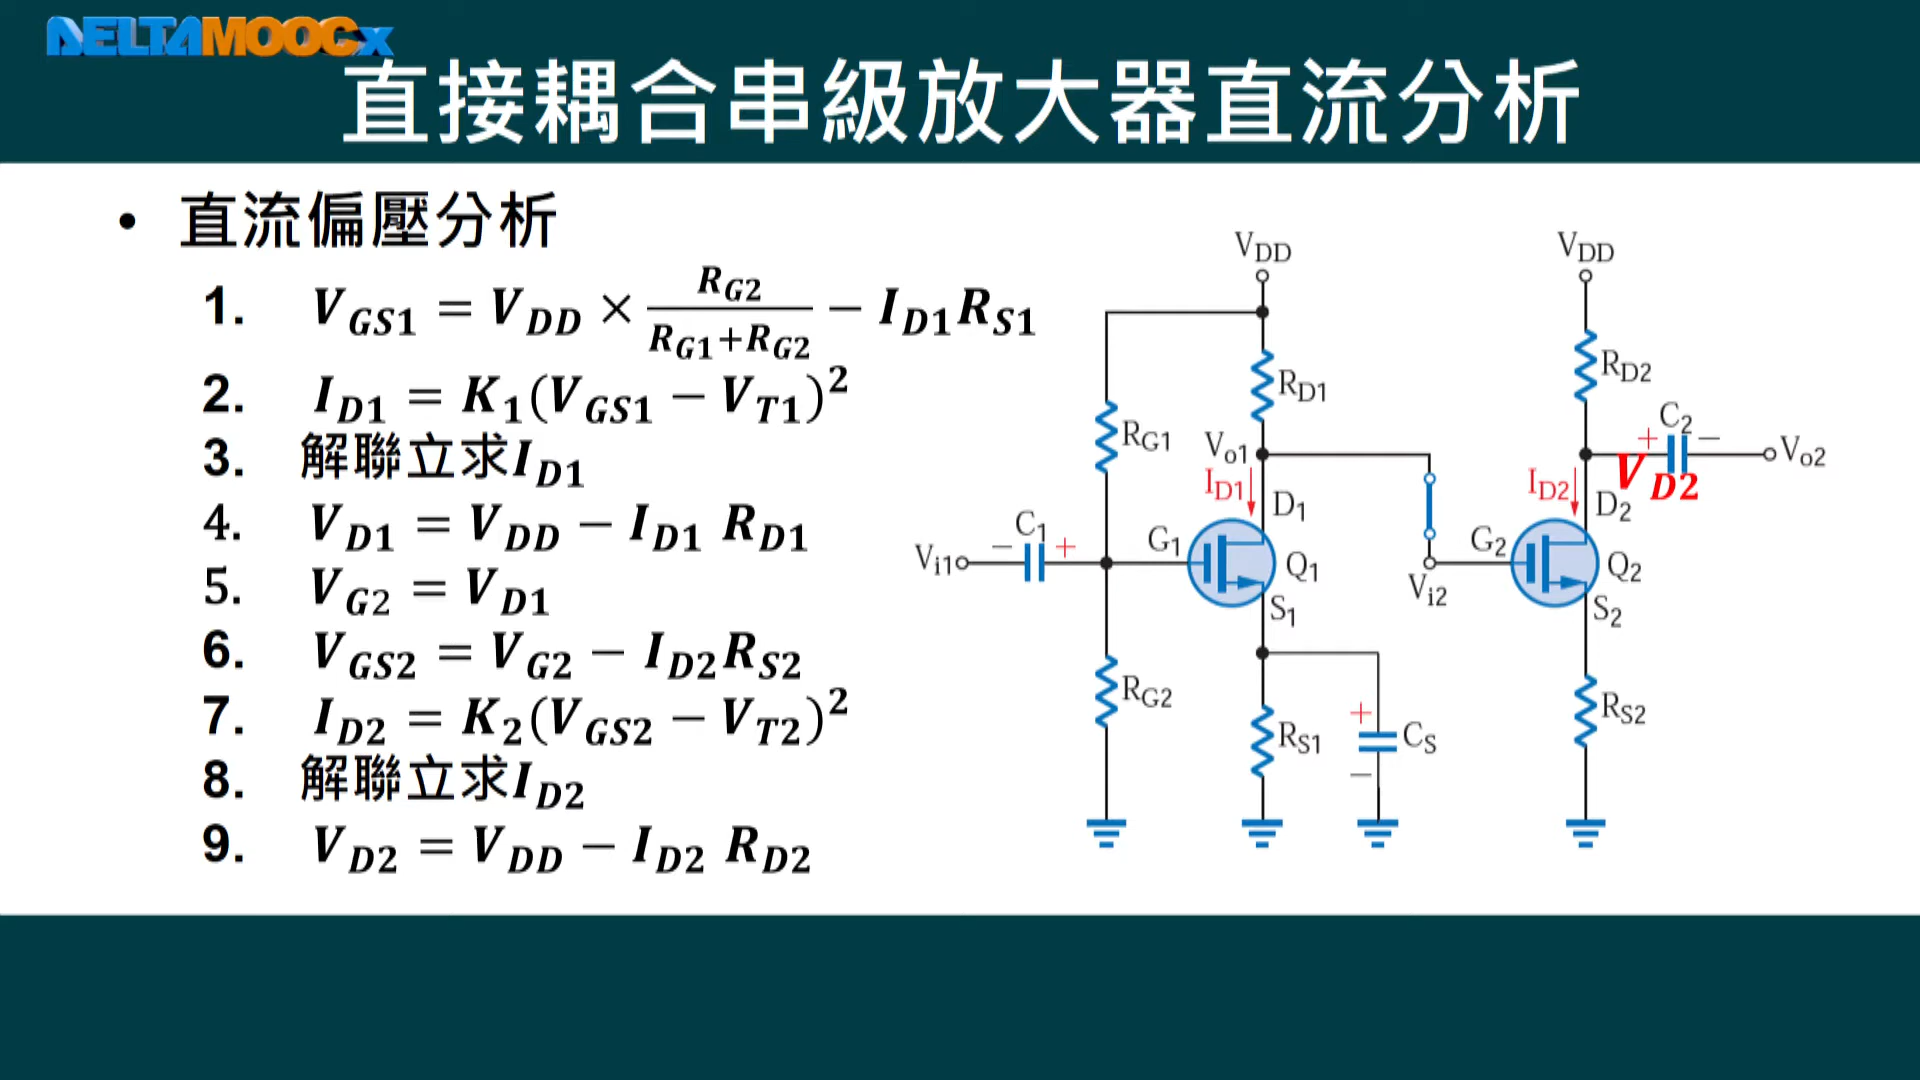 DELTAMOOCx
直接耦合串級放大器直流分析
• 直流偏壓分析
1. V_GS1 = V_DD × R_G2/(R_G1+R_G2) − I_D1 R_S1
2. I_D1 = K_1(V_GS1 − V_T1)²
3. 解聯立求I_D1
4. V_D1 = V_DD − I_D1 R_D1
5. V_G2 = V_D1
6. V_GS2 = V_G2 − I_D2 R_S2
7. I_D2 = K_2(V_GS2 − V_T2)²
8. 解聯立求I_D2
9. V_D2 = V_DD − I_D2 R_D2
V_DD
V_DD
R_D1
R_D2
R_G1
V_o1
C_2
+ −
V_o2
I_D1
D_1
I_D2
V_D2
D_2
V_i1
C_1
− +
G_1
Q_1
S_1
V_i2
G_2
Q_2
S_2
R_G2
R_S1
+
−
C_S
R_S2